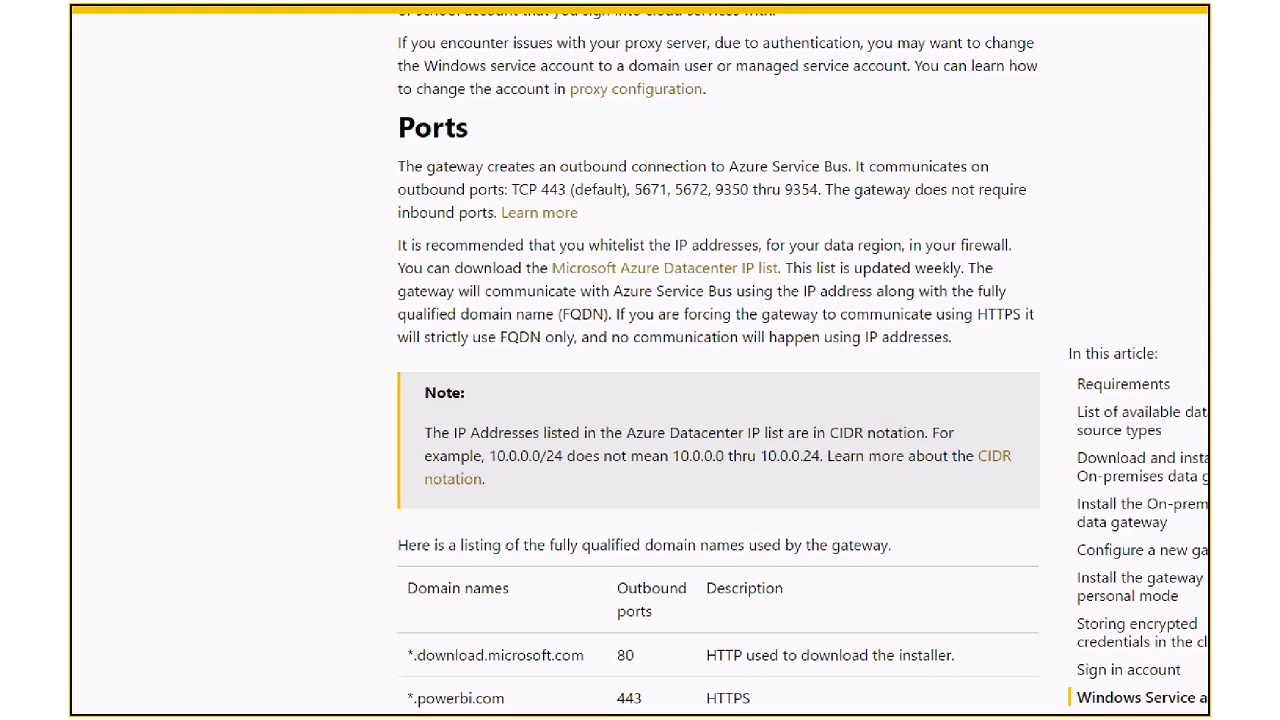 or school account that you sign into cloud services with.
If you encounter issues with your proxy server, due to authentication, you may want to change
the Windows service account to a domain user or managed service account. You can learn how
to change the account in proxy configuration.
Ports
The gateway creates an outbound connection to Azure Service Bus. It communicates on
outbound ports: TCP 443 (default), 5671, 5672, 9350 thru 9354. The gateway does not require
inbound ports. Learn more
It is recommended that you whitelist the IP addresses, for your data region, in your firewall.
You can download the Microsoft Azure Datacenter IP list. This list is updated weekly. The
gateway will communicate with Azure Service Bus using the IP address along with the fully
qualified domain name (FQDN). If you are forcing the gateway to communicate using HTTPS it
will strictly use FQDN only, and no communication will happen using IP addresses.
Note:
The IP Addresses listed in the Azure Datacenter IP list are in CIDR notation. For
example, 10.0.0.0/24 does not mean 10.0.0.0 thru 10.0.0.24. Learn more about the CIDR
notation.
Here is a listing of the fully qualified domain names used by the gateway.
Domain names Outbound ports Description
*.download.microsoft.com 80 HTTP used to download the installer.
*.powerbi.com 443 HTTPS
In this article:
Requirements
List of available dat
source types
Download and insta
On-premises data g
Install the On-prem
data gateway
Configure a new ga
Install the gateway
personal mode
Storing encrypted
credentials in the cl
Sign in account
Windows Service a